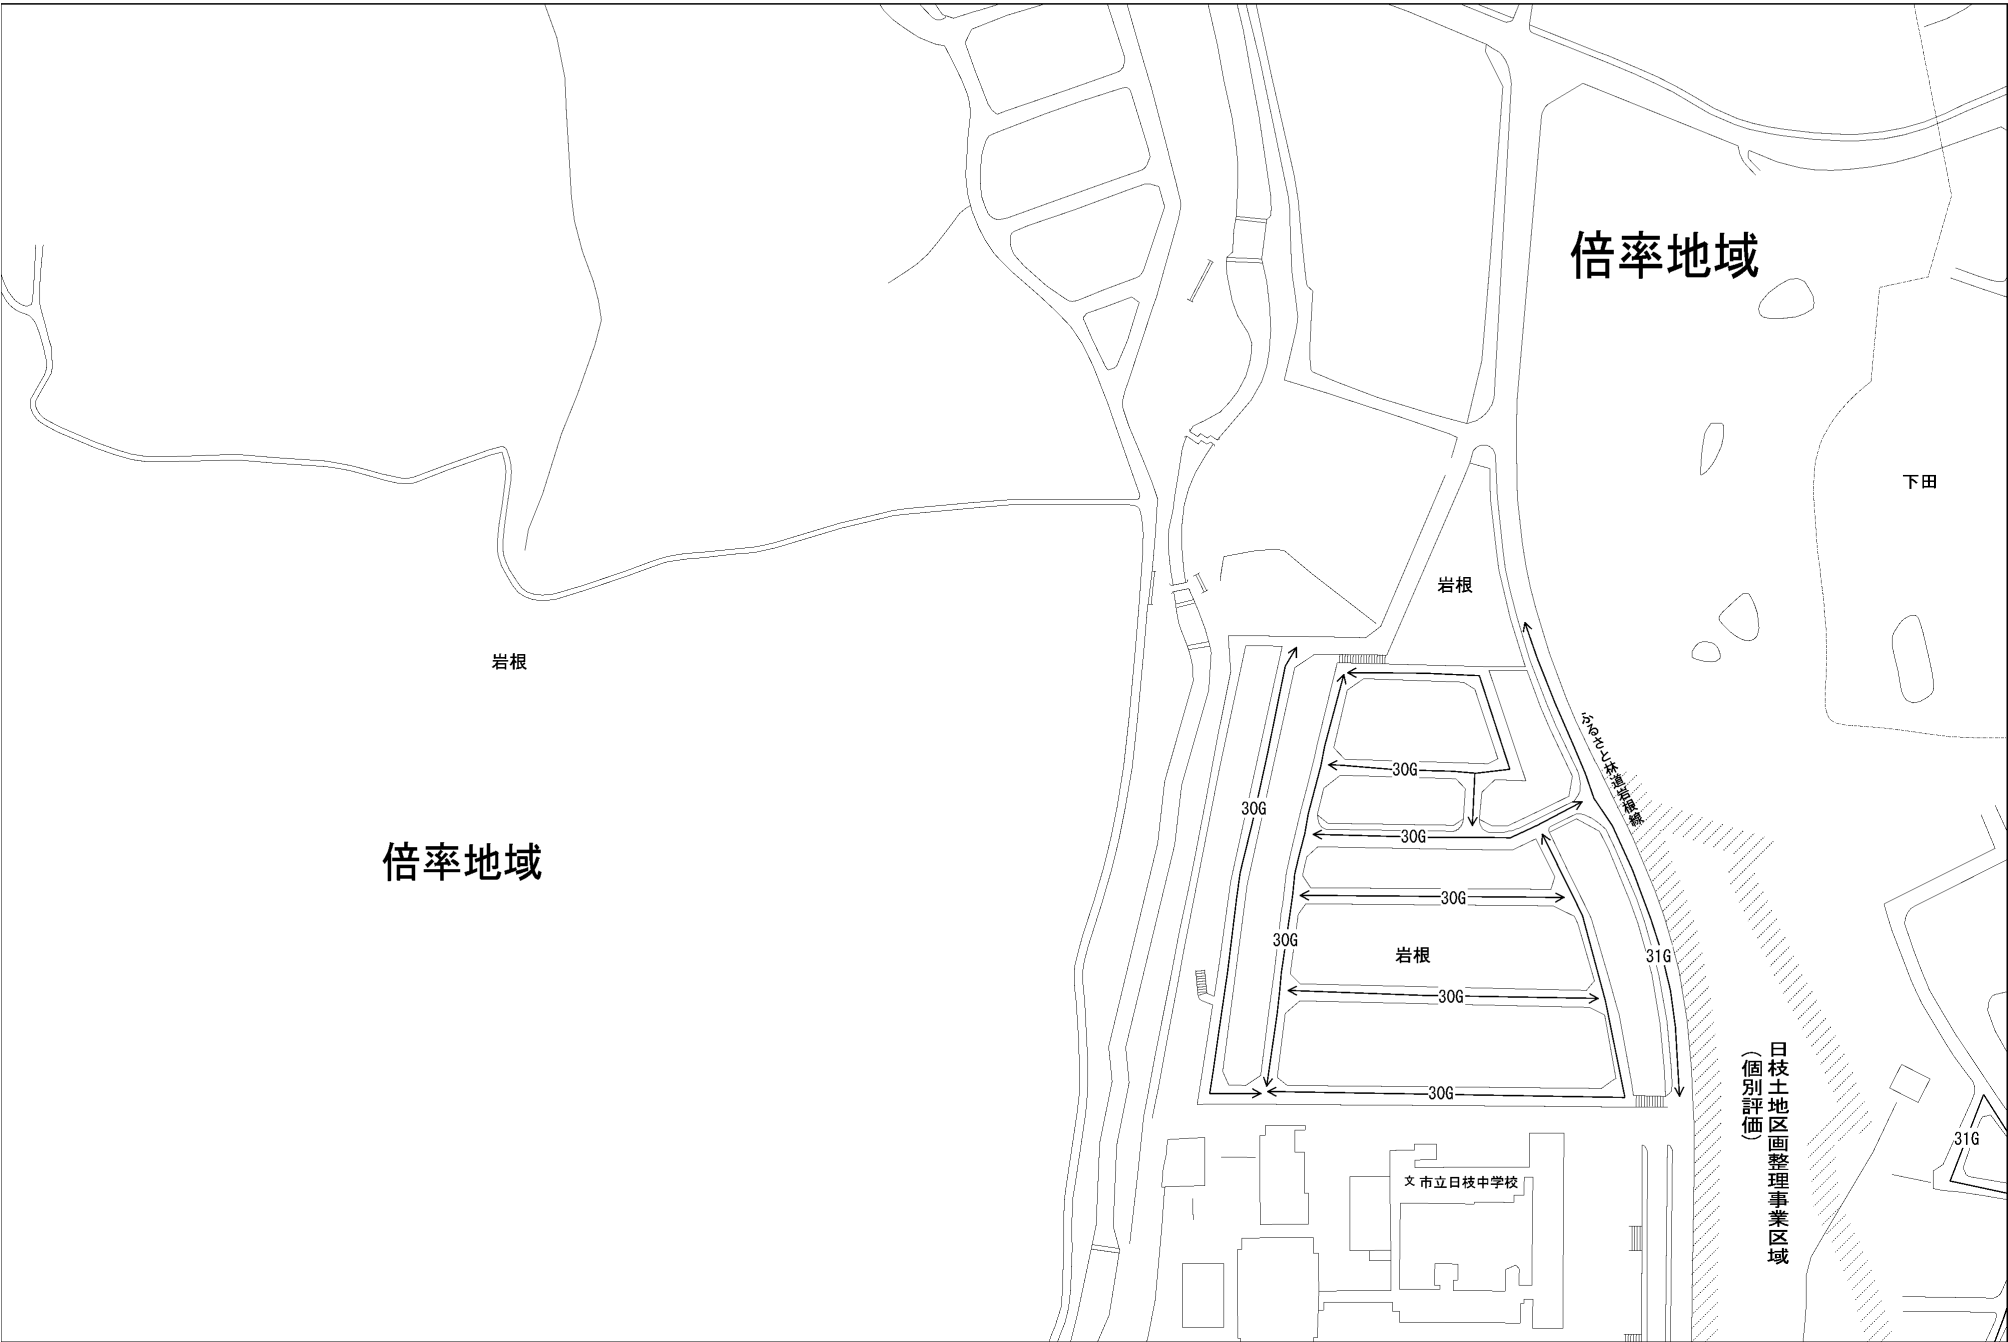 倍率地域
下田
岩根
岩根
ふるさと林道岩根線
30G
30G
30G
倍率地域
30G
30G
岩根
31G
30G
日枝土地区画整理事業区域
(個別評価)
30G
31G
文 市立日枝中学校